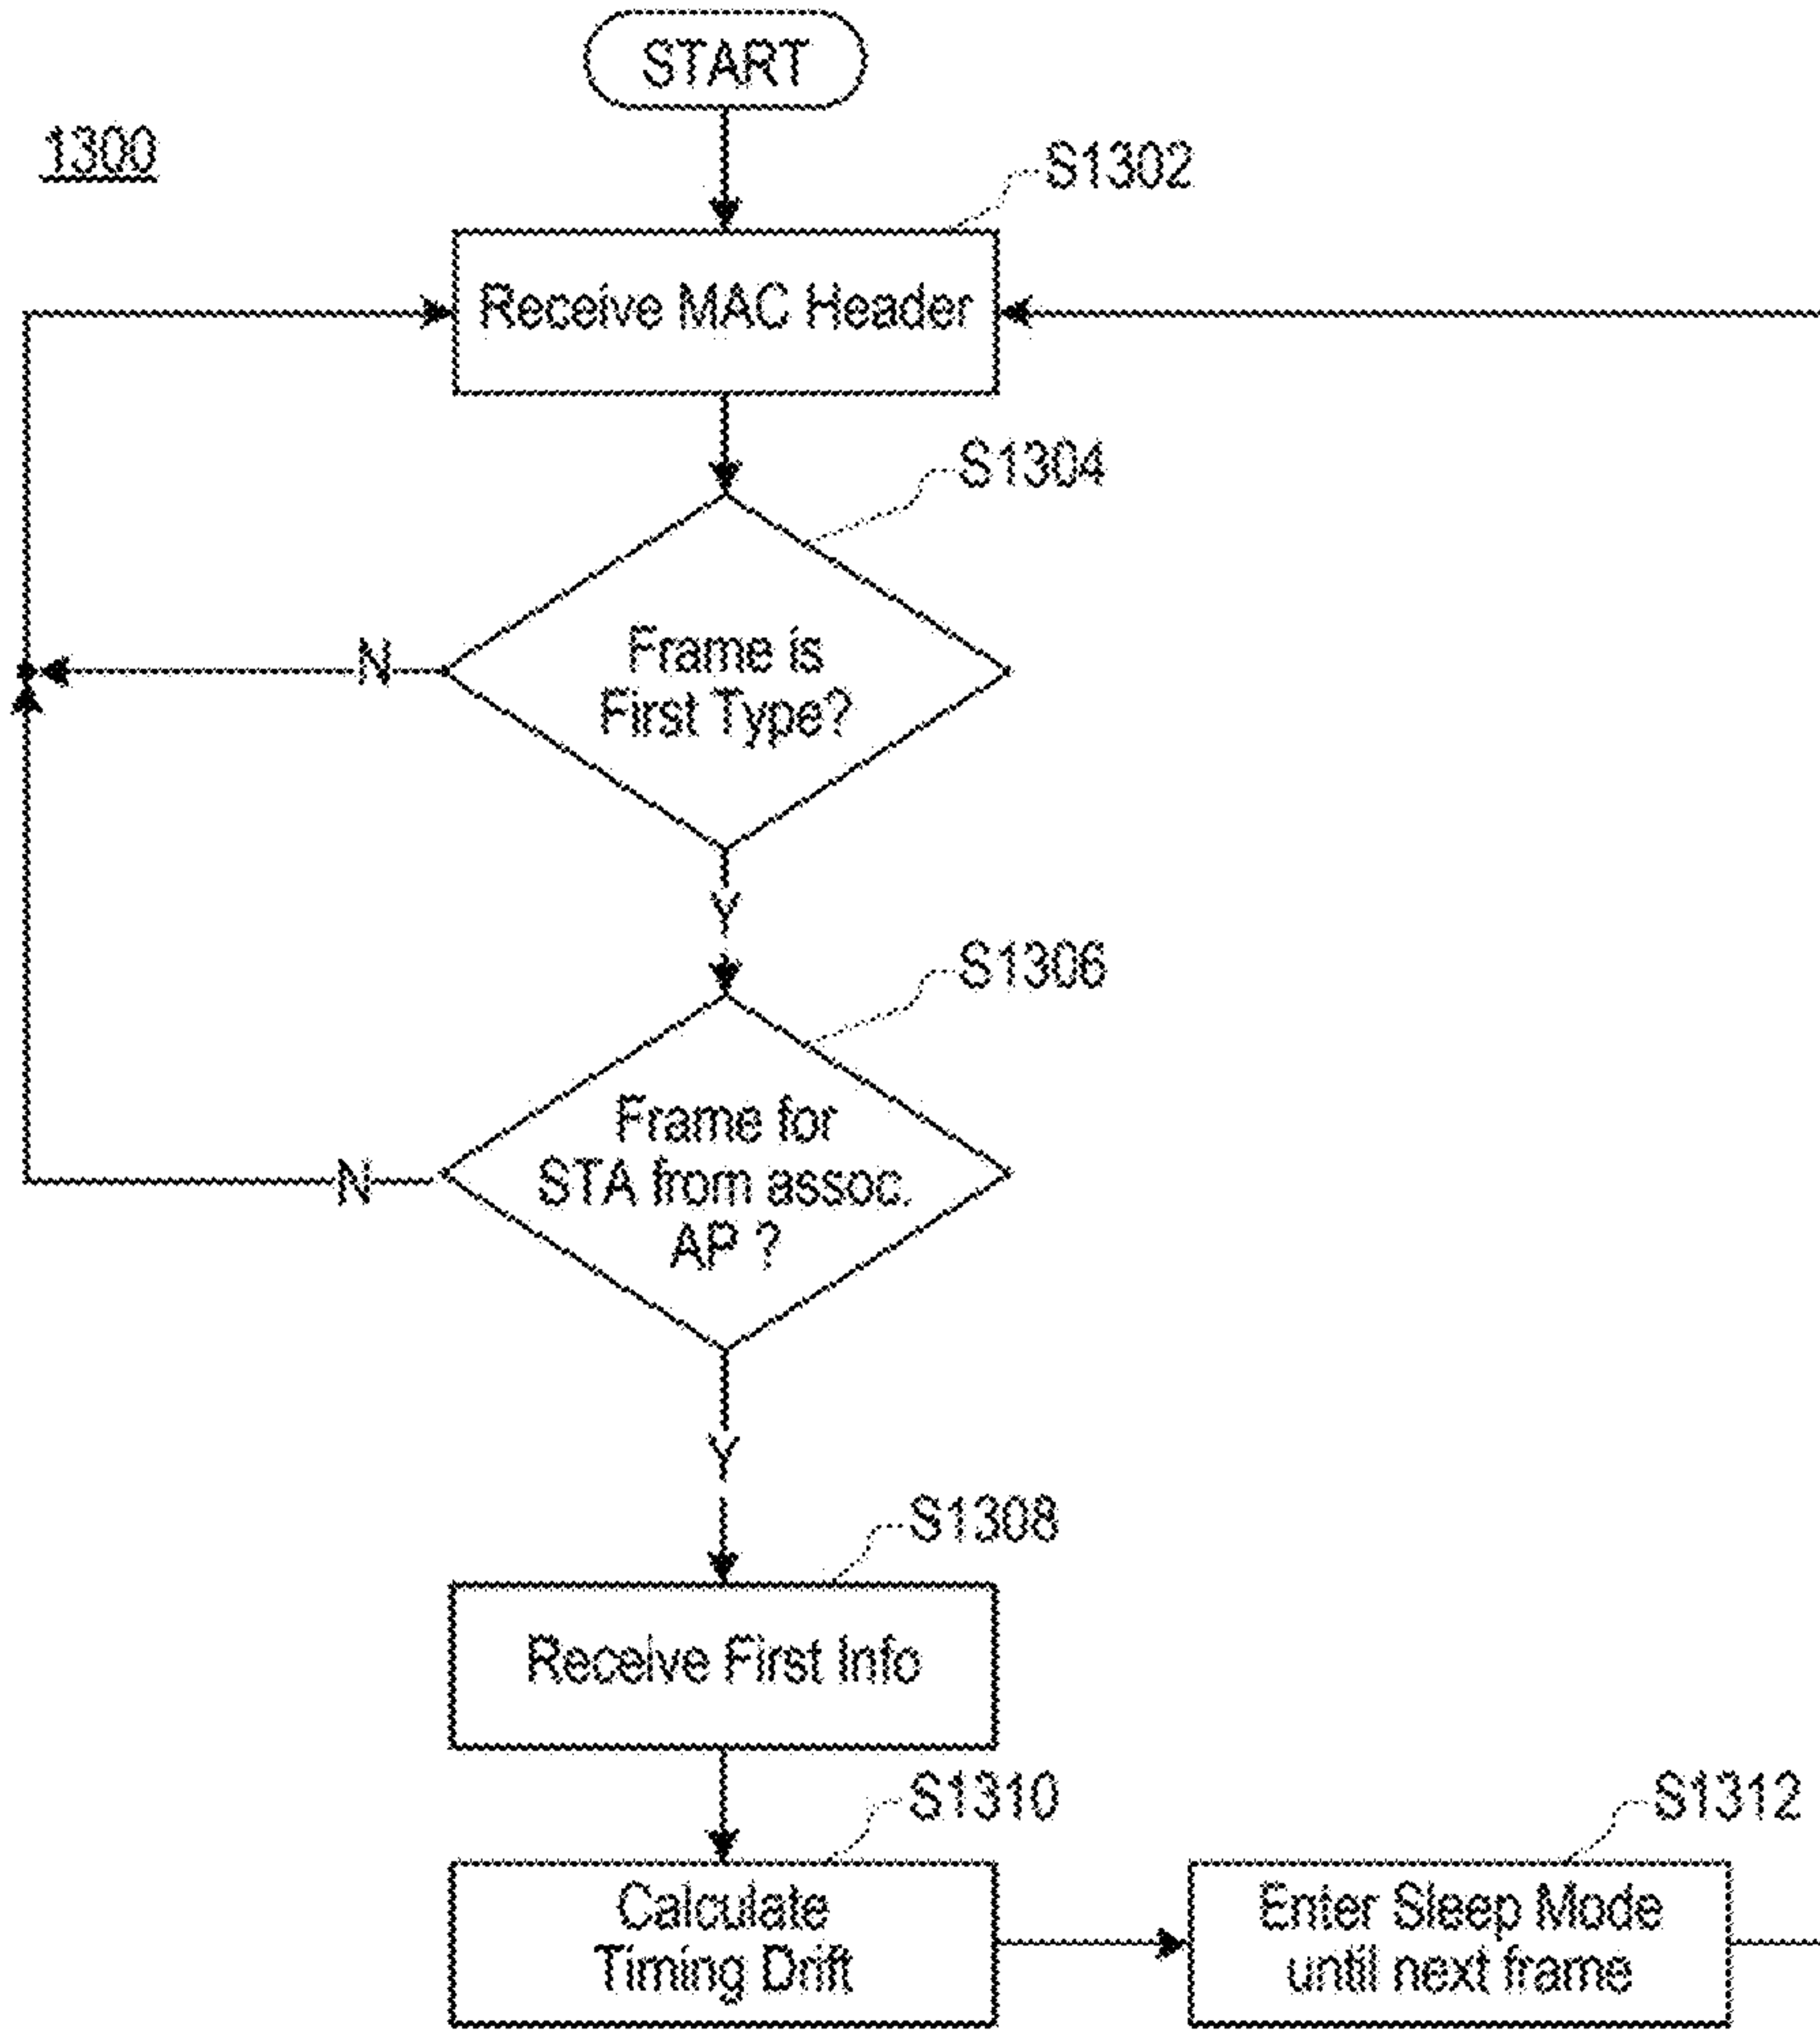 START
1300
S1302
Receive MAC Header
S1304
Frame is
First Type?
N
Y
S1306
Frame for
STA from assoc.
AP ?
N
Y
S1308
Receive First Info
S1310
Calculate
Timing Drift
S1312
Enter Sleep Mode
until next frame